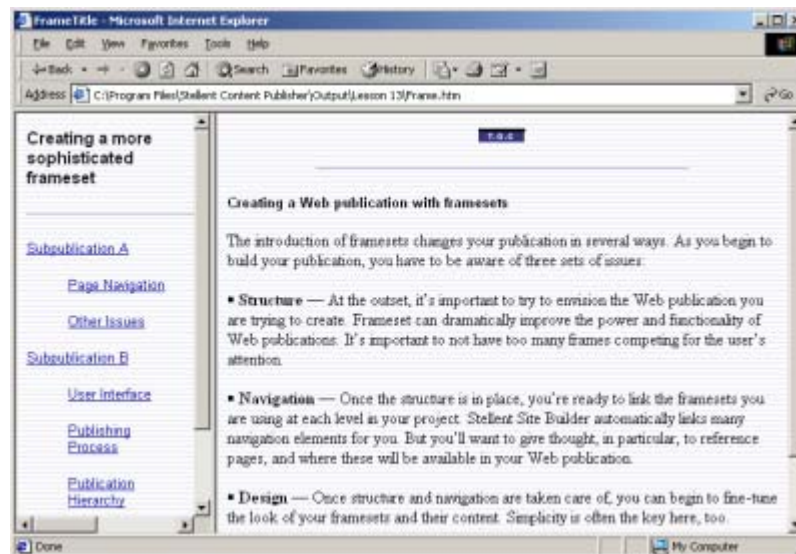 FrameTitle - Microsoft Internet Explorer
File Edit View Favorites Tools Help
Back Search Favorites History
Address C:\Program Files\Stellent Content Publisher\Output\Lesson 13\Frame.htm Go
Creating a more
sophisticated
frameset
Subpublication A
Page Navigation
Other Issues
Subpublication B
User Interface
Publishing
Process
Publication
Hierarchy
T.O.C
Creating a Web publication with framesets
The introduction of framesets changes your publication in several ways. As you begin to
build your publication, you have to be aware of three sets of issues:
▪ Structure — At the outset, it's important to try to envision the Web publication you
are trying to create. Frameset can dramatically improve the power and functionality of
Web publications. It's important to not have too many frames competing for the user's
attention.
▪ Navigation — Once the structure is in place, you're ready to link the framesets you
are using at each level in your project. Stellent Site Builder automatically links many
navigation elements for you. But you'll want to give thought, in particular, to reference
pages, and where these will be available in your Web publication.
▪ Design — Once structure and navigation are taken care of, you can begin to fine-tune
the look of your framesets and their content. Simplicity is often the key here, too.
Done My Computer